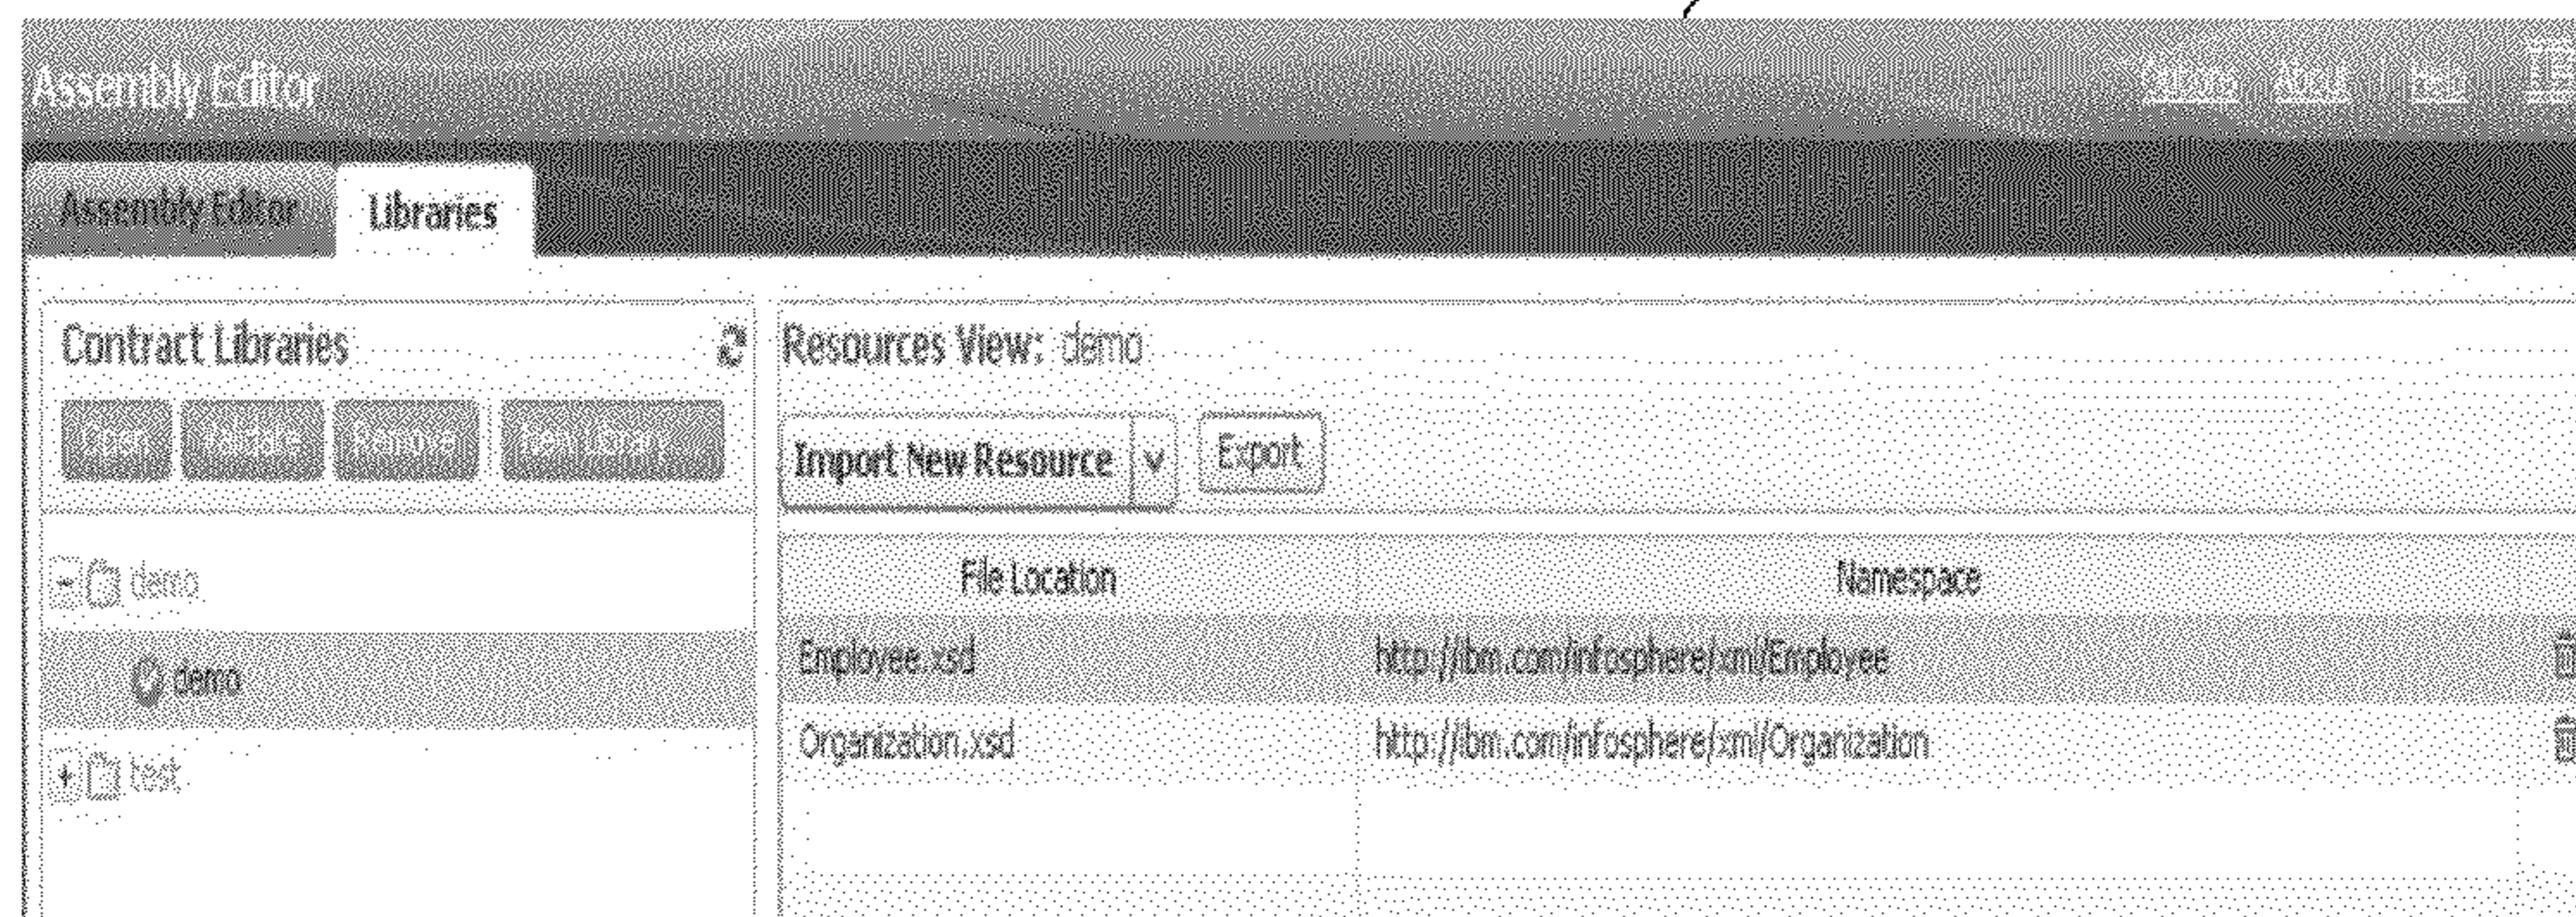 Assembly Editor
Options About Help
Assembly Editor Libraries
Contract Libraries
Open Validate Remove Library
Resources View: demo
Import New Resource Export
demo
demo
test
File Location Namespace
Employee.xsd http://ibm.com/infosphere/xml/Employee
Organization.xsd http://ibm.com/infosphere/xml/Organization